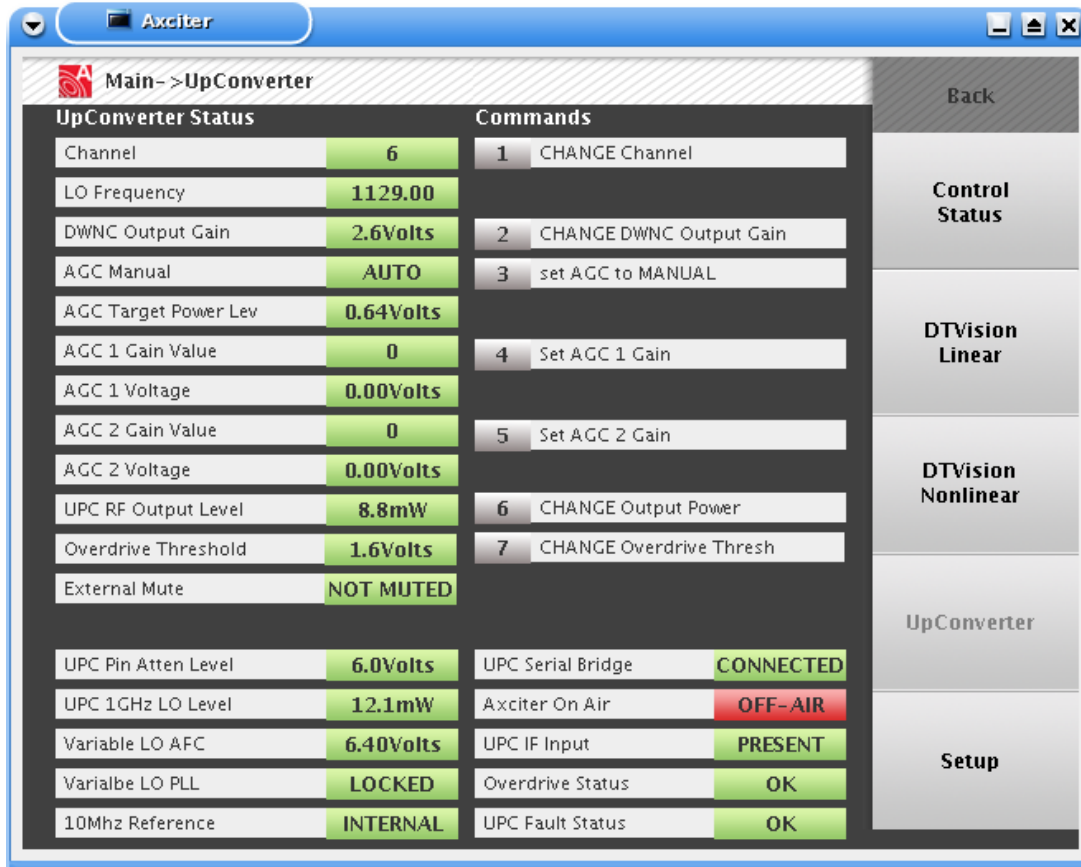 Axciter
Main->UpConverter
UpConverter Status
Channel 6
LO Frequency 1129.00
DWNC Output Gain 2.6Volts
AGC Manual AUTO
AGC Target Power Lev 0.64Volts
AGC 1 Gain Value 0
AGC 1 Voltage 0.00Volts
AGC 2 Gain Value 0
AGC 2 Voltage 0.00Volts
UPC RF Output Level 8.8mW
Overdrive Threshold 1.6Volts
External Mute NOT MUTED
UPC Pin Atten Level 6.0Volts
UPC 1GHz LO Level 12.1mW
Variable LO AFC 6.40Volts
Varialbe LO PLL LOCKED
10Mhz Reference INTERNAL
Commands
1 CHANGE Channel
2 CHANGE DWNC Output Gain
3 set AGC to MANUAL
4 Set AGC 1 Gain
5 Set AGC 2 Gain
6 CHANGE Output Power
7 CHANGE Overdrive Thresh
UPC Serial Bridge CONNECTED
Axciter On Air OFF-AIR
UPC IF Input PRESENT
Overdrive Status OK
UPC Fault Status OK
Back
Control
Status
DTVision
Linear
DTVision
Nonlinear
UpConverter
Setup